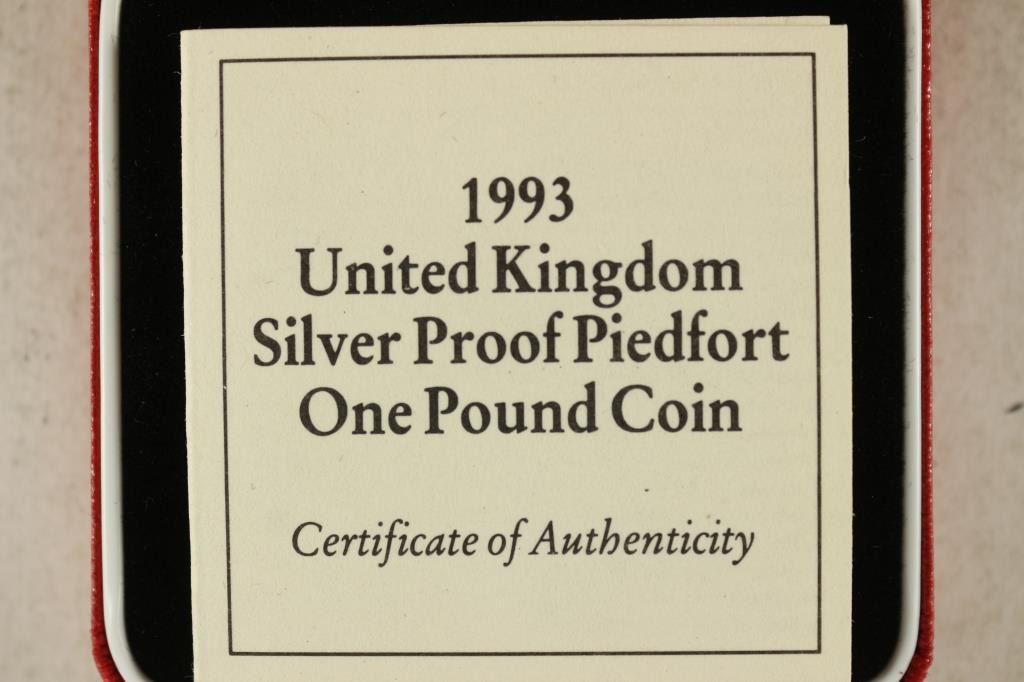 1993
United Kingdom
Silver Proof Piedfort
One Pound Coin
Certificate of Authenticity